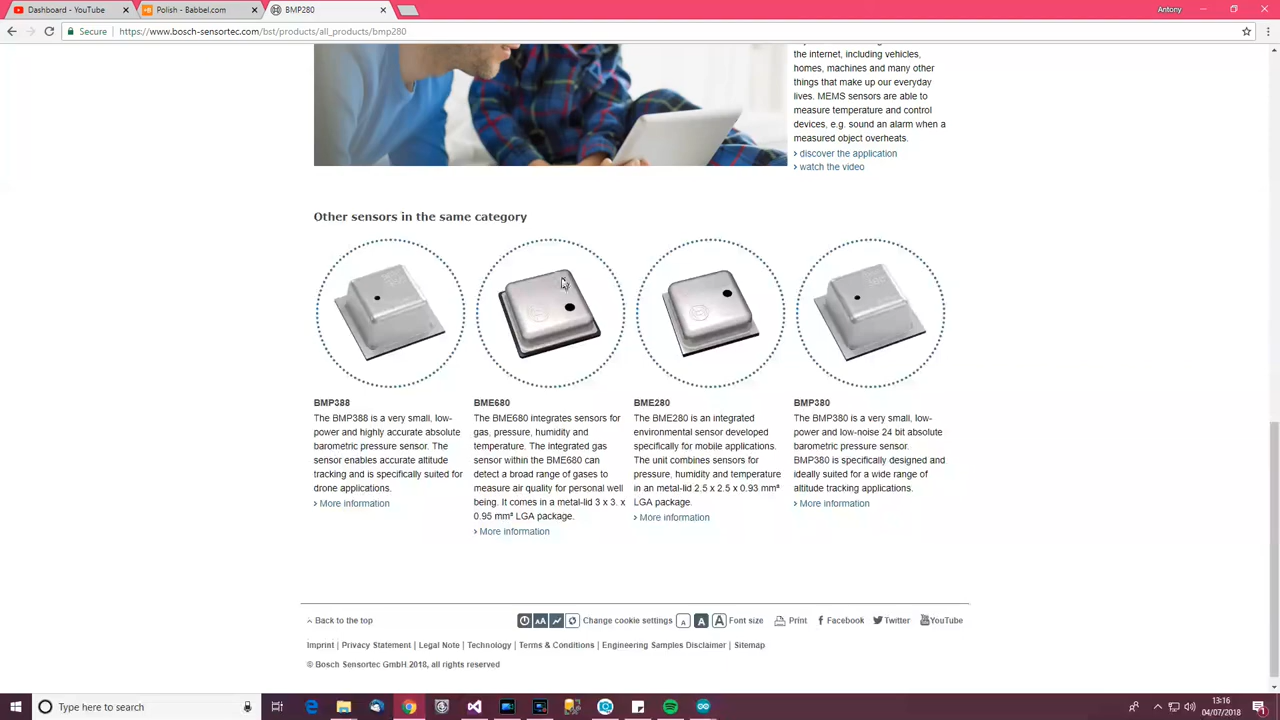 Dashboard - YouTube
Polish - Babbel.com
BMP280
Antony
Secure
https://www.bosch-sensortec.com/bst/products/all_products/bmp280
the internet, including vehicles,
homes, machines and many other
things that make up our everyday
lives. MEMS sensors are able to
measure temperature and control
devices, e.g. sound an alarm when a
measured object overheats.
discover the application
watch the video
Other sensors in the same category
BMP388
The BMP388 is a very small, low-
power and highly accurate absolute
barometric pressure sensor. The
sensor enables accurate altitude
tracking and is specifically suited for
drone applications.
More information
BME680
The BME680 integrates sensors for
gas, pressure, humidity and
temperature. The integrated gas
sensor within the BME680 can
detect a broad range of gases to
measure air quality for personal well
being. It comes in a metal-lid 3 x 3. x
0.95 mm³ LGA package.
More information
BME280
The BME280 is an integrated
environmental sensor developed
specifically for mobile applications.
The unit combines sensors for
pressure, humidity and temperature
in an metal-lid 2.5 x 2.5 x 0.93 mm³
LGA package.
More information
BMP380
The BMP380 is a very small, low-
power and low-noise 24 bit absolute
barometric pressure sensor.
BMP380 is specifically designed and
ideally suited for a wide range of
altitude tracking applications.
More information
Back to the top
Change cookie settings
A A A Font size
Print
Facebook
Twitter
YouTube
Imprint | Privacy Statement | Legal Note | Technology | Terms & Conditions | Engineering Samples Disclaimer | Sitemap
© Bosch Sensortec GmbH 2018, all rights reserved
Type here to search
13:16
04/07/2018